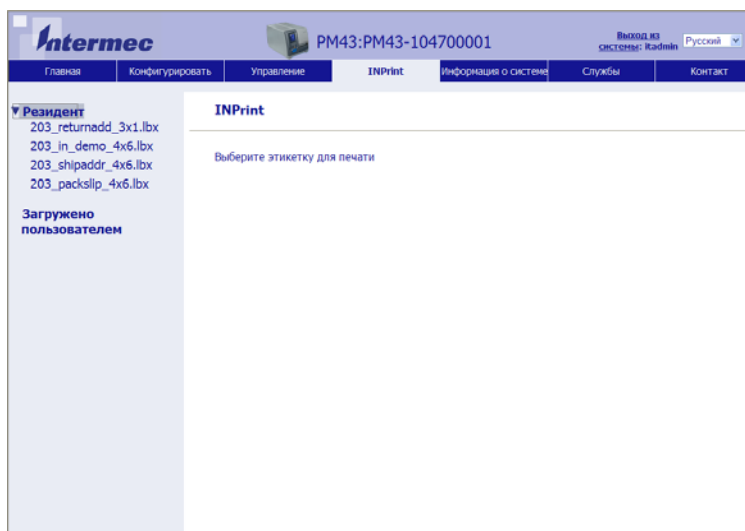 Intermec
PM43:PM43-104700001
Выход из
системы: itadmin
Русский
Главная
Конфигурировать
Управление
INPrint
Информация о системе
Службы
Контакт
Резидент
203_returnadd_3x1.lbx
203_in_demo_4x6.lbx
203_shipaddr_4x6.lbx
203_packslip_4x6.lbx
Загружено
пользователем
INPrint
Выберите этикетку для печати